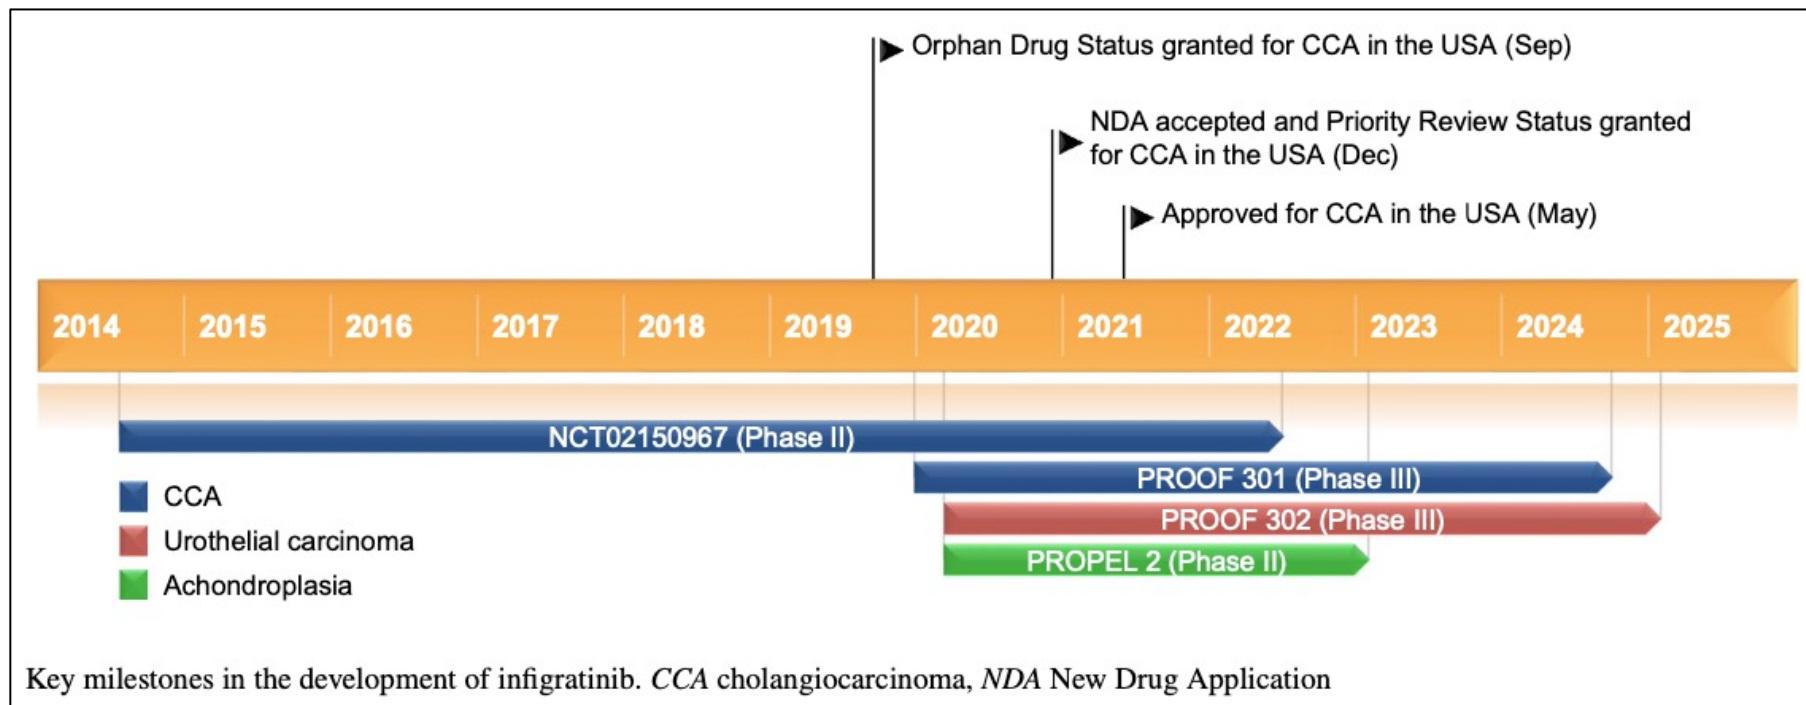 Orphan Drug Status granted for CCA in the USA (Sep)
NDA accepted and Priority Review Status granted
for CCA in the USA (Dec)
Approved for CCA in the USA (May)
2014 2015 2016 2017 2018 2019 2020 2021 2022 2023 2024 2025
NCT02150967 (Phase II)
PROOF 301 (Phase III)
PROOF 302 (Phase III)
PROPEL 2 (Phase II)
CCA
Urothelial carcinoma
Achondroplasia
Key milestones in the development of infigratinib. CCA cholangiocarcinoma, NDA New Drug Application